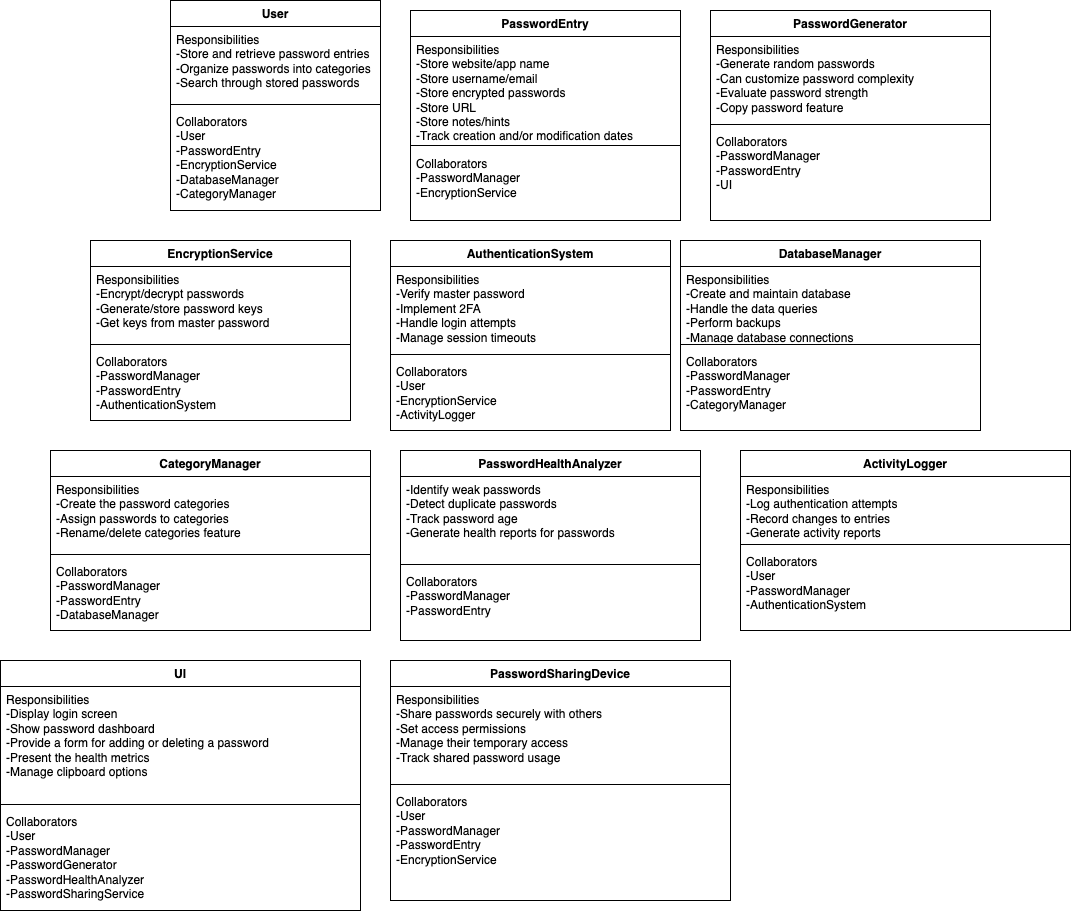 User
Responsibilities
-Store and retrieve password entries
-Organize passwords into categories
-Search through stored passwords
Collaborators
-User
-PasswordEntry
-EncryptionService
-DatabaseManager
-CategoryManager
PasswordEntry
Responsibilities
-Store website/app name
-Store username/email
-Store encrypted passwords
-Store URL
-Store notes/hints
-Track creation and/or modification dates
Collaborators
-PasswordManager
-EncryptionService
PasswordGenerator
Responsibilities
-Generate random passwords
-Can customize password complexity
-Evaluate password strength
-Copy password feature
Collaborators
-PasswordManager
-PasswordEntry
-UI
EncryptionService
Responsibilities
-Encrypt/decrypt passwords
-Generate/store password keys
-Get keys from master password
Collaborators
-PasswordManager
-PasswordEntry
-AuthenticationSystem
AuthenticationSystem
Responsibilities
-Verify master password
-Implement 2FA
-Handle login attempts
-Manage session timeouts
Collaborators
-User
-EncryptionService
-ActivityLogger
DatabaseManager
Responsibilities
-Create and maintain database
-Handle the data queries
-Perform backups
-Manage database connections
Collaborators
-PasswordManager
-PasswordEntry
-CategoryManager
CategoryManager
Responsibilities
-Create the password categories
-Assign passwords to categories
-Rename/delete categories feature
Collaborators
-PasswordManager
-PasswordEntry
-DatabaseManager
PasswordHealthAnalyzer
-Identify weak passwords
-Detect duplicate passwords
-Track password age
-Generate health reports for passwords
Collaborators
-PasswordManager
-PasswordEntry
ActivityLogger
Responsibilities
-Log authentication attempts
-Record changes to entries
-Generate activity reports
Collaborators
-User
-PasswordManager
-AuthenticationSystem
UI
Responsibilities
-Display login screen
-Show password dashboard
-Provide a form for adding or deleting a password
-Present the health metrics
-Manage clipboard options
Collaborators
-User
-PasswordManager
-PasswordGenerator
-PasswordHealthAnalyzer
-PasswordSharingService
PasswordSharingDevice
Responsibilities
-Share passwords securely with others
-Set access permissions
-Manage their temporary access
-Track shared password usage
Collaborators
-User
-PasswordManager
-PasswordEntry
-EncryptionService